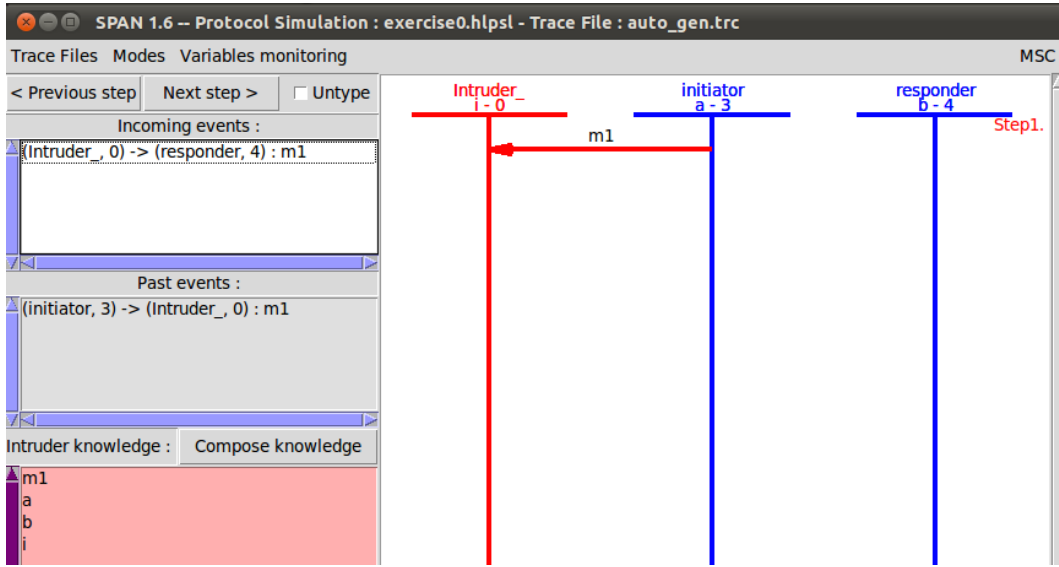 SPAN 1.6 -- Protocol Simulation : exercise0.hlpsl - Trace File : auto_gen.trc
Trace Files Modes Variables monitoring MSC
< Previous step Next step > Untype
Incoming events :
(Intruder_, 0) -> (responder, 4) : m1
Past events :
(initiator, 3) -> (Intruder_, 0) : m1
Intruder knowledge : Compose knowledge
m1
a
b
i
Intruder_ initiator responder
i - 0 a - 3 b - 4
Step1.
m1